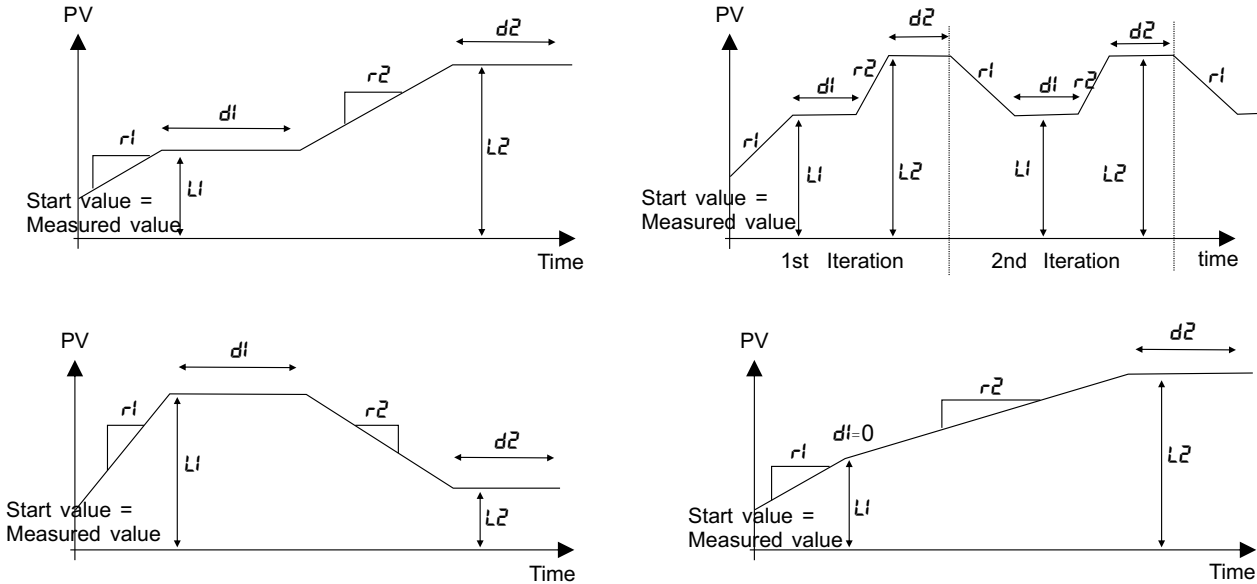 PV
d2
r2
d1
r1
L2
L1
Start value =
Measured value
Time
PV
d2
d2
r2
r1
r1
d1
d1
r2
r1
L1
L2
L1
L2
Start value =
Measured value
1st Iteration
2nd Iteration
time
PV
d1
r1
r2
d2
L1
L2
Start value =
Measured value
Time
PV
d2
r2
d1=0
r1
L2
L1
Start value =
Measured value
Time